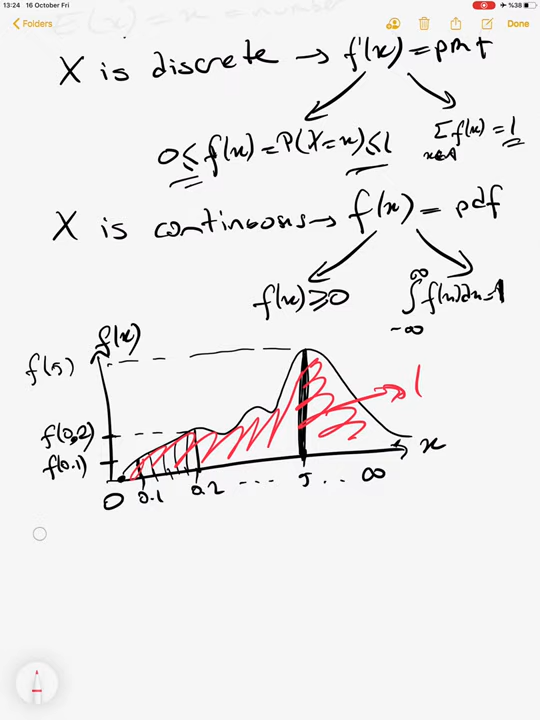 13:24 16 October Fri
%38
Folders
Done
X is discrete → f(x) = pmf
0 ≤ f(x) = P(X=x) ≤ 1
Σ f(x) = 1
x∈A
X is continuous → f(x) = pdf
f(x) ≥ 0
∫ f(x)dx = 1
∞
-∞
f(x)
f(5)
f(0,2)
f(0.1)
1
x
0 0.1 0.2 ---- 5 .. .. ∞